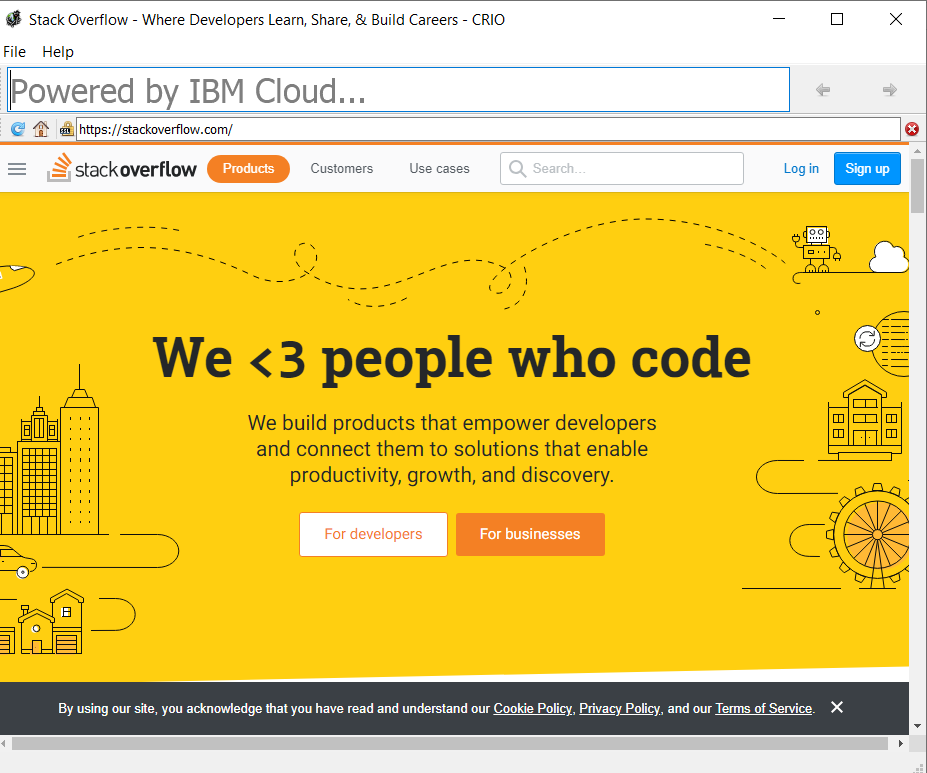 Stack Overflow - Where Developers Learn, Share, & Build Careers - CRIO
File Help
Powered by IBM Cloud...
https://stackoverflow.com/
stackoverflow Products Customers Use cases Search... Log in Sign up
We <3 people who code
We build products that empower developers
and connect them to solutions that enable
productivity, growth, and discovery.
For developers For businesses
By using our site, you acknowledge that you have read and understand our Cookie Policy, Privacy Policy, and our Terms of Service.